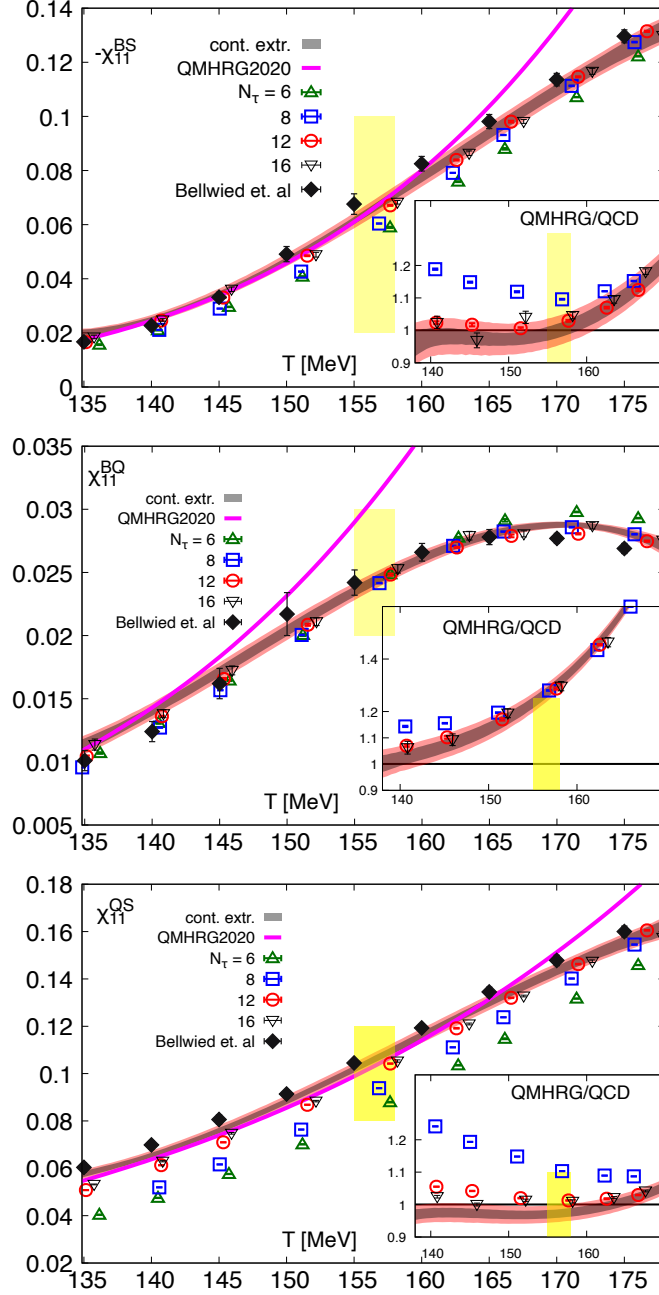 0.14
0.12
0.1
0.08
0.06
0.04
0.02
0
-χ11^BS
cont. extr.
QMHRG2020
Nτ = 6
8
12
16
Bellwied et. al
QMHRG/QCD
1.2
1.1
1
0.9
140 150 160
T [MeV]
135 140 145 150 155 160 165 170 175
0.035
0.03
0.025
0.02
0.015
0.01
0.005
χ11^BQ
cont. extr.
QMHRG2020
Nτ = 6
8
12
16
Bellwied et. al
QMHRG/QCD
1.4
1.2
1.1
1
0.9
140 150 160
T [MeV]
135 140 145 150 155 160 165 170 175
0.18
0.16
0.14
0.12
0.1
0.08
0.06
0.04
0.02
χ11^QS
cont. extr.
QMHRG2020
Nτ = 6
8
12
16
Bellwied et. al
QMHRG/QCD
1.2
1.1
1
0.9
140 150 160
T [MeV]
135 140 145 150 155 160 165 170 175